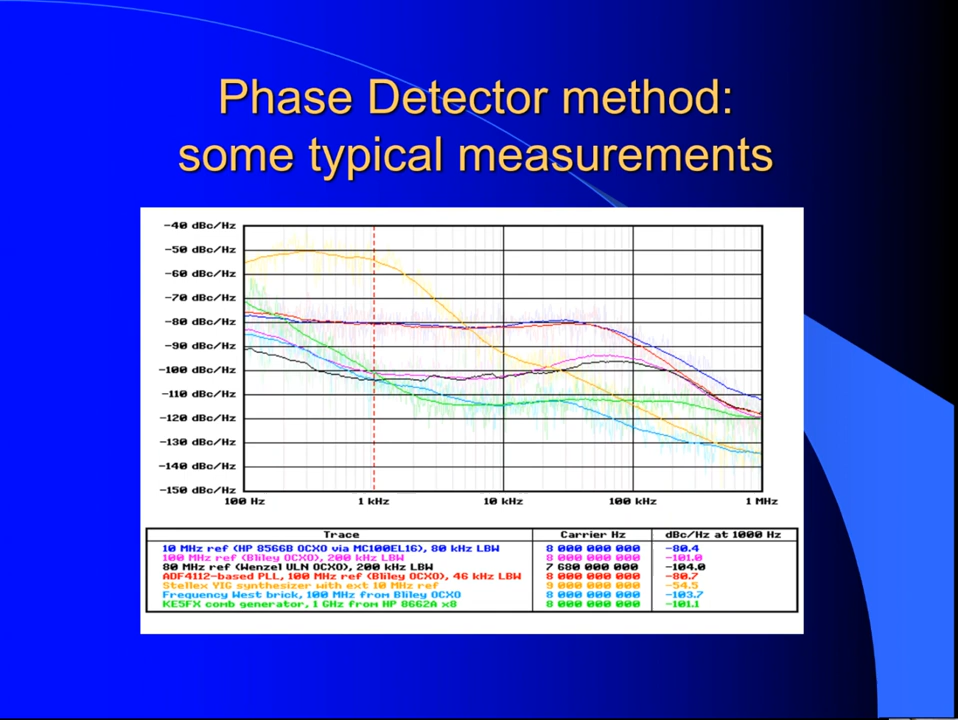 Phase Detector method:
some typical measurements
-40 dBc/Hz
-50 dBc/Hz
-60 dBc/Hz
-70 dBc/Hz
-80 dBc/Hz
-90 dBc/Hz
-100 dBc/Hz
-110 dBc/Hz
-120 dBc/Hz
-130 dBc/Hz
-140 dBc/Hz
-150 dBc/Hz
100 Hz 1 kHz 10 kHz 100 kHz 1 MHz
Trace Carrier Hz dBc/Hz at 1000 Hz
10 MHz ref (HP 8566B OCXO via MC100EL16), 80 kHz LBW 8 000 000 000 -80.4
100 MHz ref (Bliley OCXO), 200 kHz LBW 8 000 000 000 -101.0
80 MHz ref (Wenzel ULN OCXO), 200 kHz LBW 7 680 000 000 -104.0
ADF4112-based PLL, 100 MHz ref (Bliley OCXO), 46 kHz LBW 8 000 000 000 -80.7
Stellex YIG synthesizer with ext 10 MHz ref 9 000 000 000 -54.5
Frequency West brick, 100 MHz from Bliley OCXO 8 000 000 000 -103.7
KE5FX comb generator, 1 GHz from HP 8662A x8 8 000 000 000 -101.1